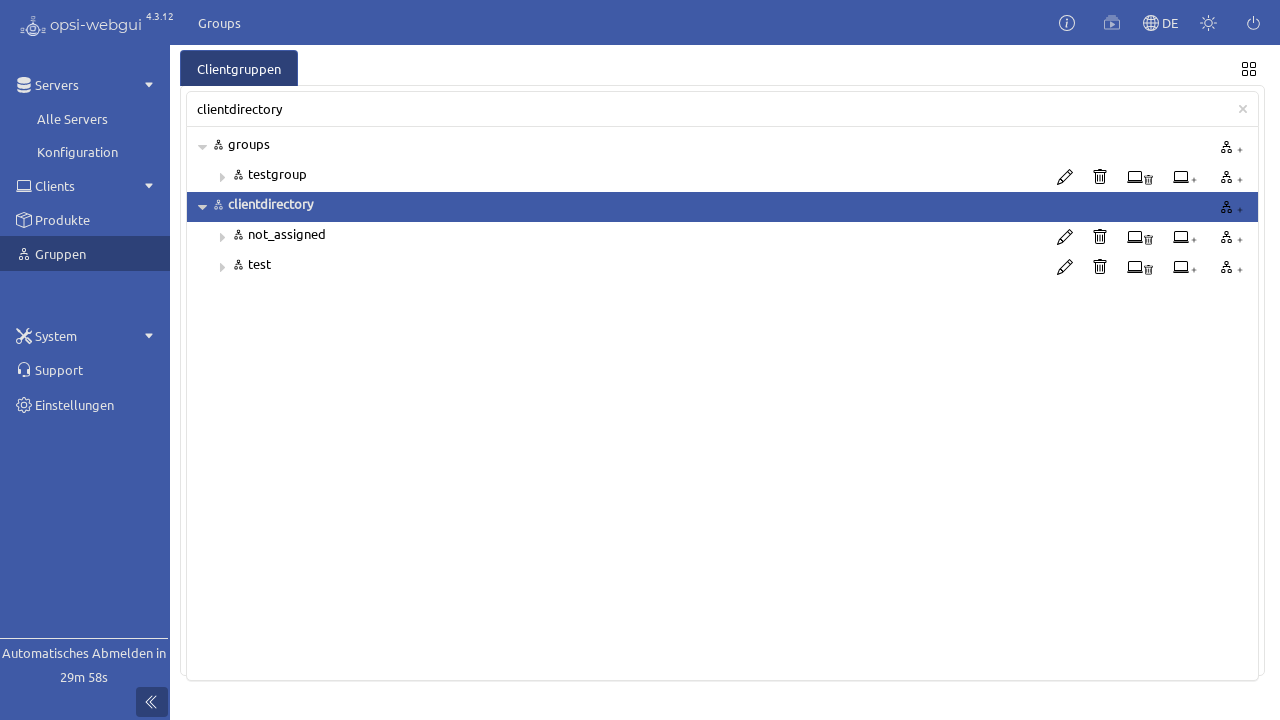 opsi-webgui 4.3.12
Groups
DE
Servers
Alle Servers
Konfiguration
Clients
Produkte
Gruppen
System
Support
Einstellungen
Automatisches Abmelden in
29m 58s
Clientgruppen
clientdirectory
groups
testgroup
clientdirectory
not_assigned
test